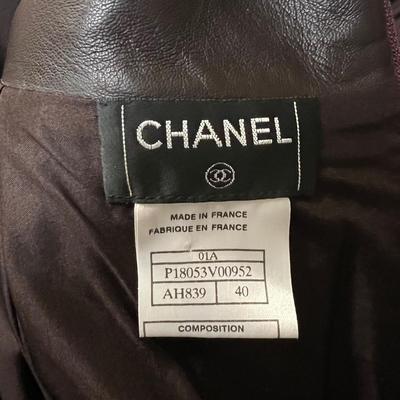 CHANEL
MADE IN FRANCE
FABRIQUE EN FRANCE
01A
P18053V00952
AH839 40
COMPOSITION